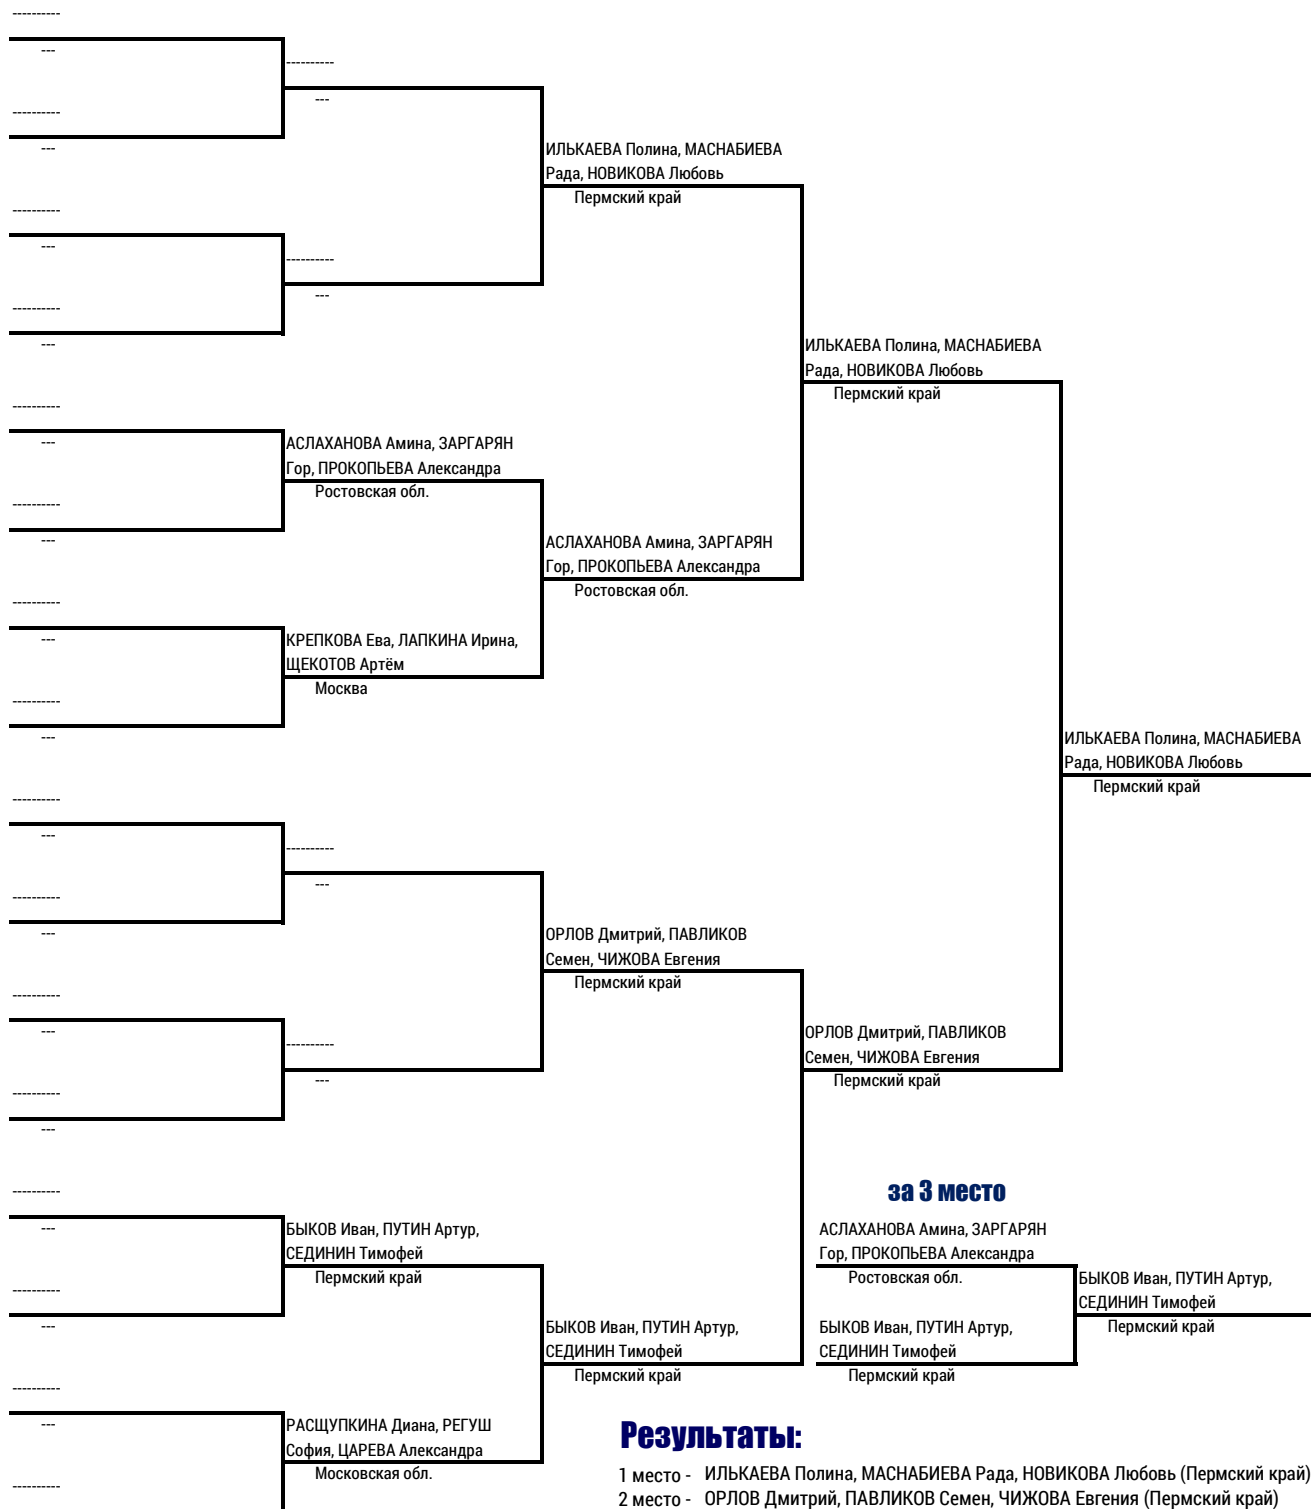 ----------
---
----------
---
----------
---
ИЛЬКАЕВА Полина, МАСНАБИЕВА
Рада, НОВИКОВА Любовь
Пермский край
----------
---
----------
---
----------
---
ИЛЬКАЕВА Полина, МАСНАБИЕВА
Рада, НОВИКОВА Любовь
Пермский край
----------
---
АСЛАХАНОВА Амина, ЗАРГАРЯН
Гор, ПРОКОПЬЕВА Александра
Ростовская обл.
----------
---
АСЛАХАНОВА Амина, ЗАРГАРЯН
Гор, ПРОКОПЬЕВА Александра
Ростовская обл.
----------
---
КРЕПКОВА Ева, ЛАПКИНА Ирина,
ЩЕКОТОВ Артём
Москва
----------
---
ИЛЬКАЕВА Полина, МАСНАБИЕВА
Рада, НОВИКОВА Любовь
Пермский край
----------
---
----------
---
----------
---
ОРЛОВ Дмитрий, ПАВЛИКОВ
Семен, ЧИЖОВА Евгения
Пермский край
----------
---
----------
---
ОРЛОВ Дмитрий, ПАВЛИКОВ
Семен, ЧИЖОВА Евгения
Пермский край
----------
---
----------
---
за 3 место
БЫКОВ Иван, ПУТИН Артур,
СЕДИНИН Тимофей
Пермский край
АСЛАХАНОВА Амина, ЗАРГАРЯН
Гор, ПРОКОПЬЕВА Александра
Ростовская обл.
БЫКОВ Иван, ПУТИН Артур,
СЕДИНИН Тимофей
Пермский край
----------
---
БЫКОВ Иван, ПУТИН Артур,
СЕДИНИН Тимофей
Пермский край
БЫКОВ Иван, ПУТИН Артур,
СЕДИНИН Тимофей
Пермский край
----------
---
РАСЩУПКИНА Диана, РЕГУШ
София, ЦАРЕВА Александра
Московская обл.
----------
Результаты:
1 место - ИЛЬКАЕВА Полина, МАСНАБИЕВА Рада, НОВИКОВА Любовь (Пермский край)
2 место - ОРЛОВ Дмитрий, ПАВЛИКОВ Семен, ЧИЖОВА Евгения (Пермский край)